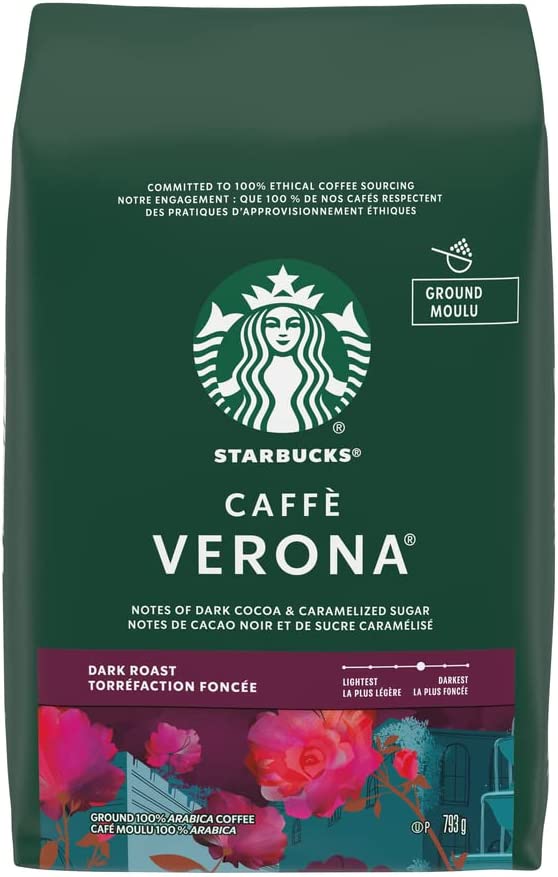 COMMITTED TO 100% ETHICAL COFFEE SOURCING
NOTRE ENGAGEMENT : QUE 100 % DE NOS CAFÉS RESPECTENT
DES PRATIQUES D'APPROVISIONNEMENT ÉTHIQUES
GROUND
MOULU
®
STARBUCKS®
CAFFÈ
VERONA®
NOTES OF DARK COCOA & CARAMELIZED SUGAR
NOTES DE CACAO NOIR ET DE SUCRE CARAMÉLISÉ
DARK ROAST
TORRÉFACTION FONCÉE
LIGHTEST
LA PLUS LÉGÈRE
DARKEST
LA PLUS FONCÉE
GROUND 100% ARABICA COFFEE
CAFÉ MOULU 100 % ARABICA
Ⓤ P 793 g